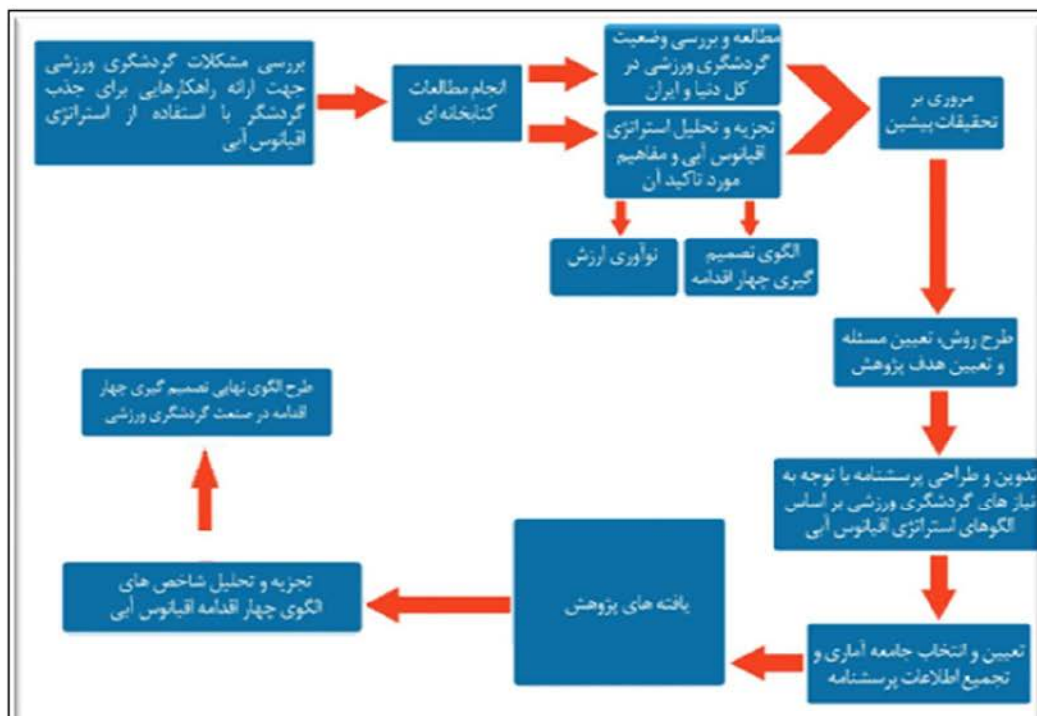 بررسی مشکلات گردشگری ورزشی
جهت ارائه راهکارهایی برای جذب
گردشگر با استفاده از استراتژی
اقیانوس آبی
انجام مطالعات
کتابخانه ای
مطالعه و بررسی وضعیت
گردشگری ورزشی در
کل دنیا و ایران
تجزیه و تحلیل استراتژی
اقیانوس آبی و مفاهیم
مورد تاکید آن
نوآوری ارزش
الگوی تصمیم
گیری چهار اقدامه
مروری بر
تحقیقات پیشین
طرح روش، تعیین مسئله
و تعیین هدف پژوهش
تدوین و طراحی پرسشنامه با توجه به
نیاز های گردشگری ورزشی بر اساس
الگوهای استراتژی اقیانوس آبی
تعیین و انتخاب جامعه آماری و
تجمیع اطلاعات پرسشنامه
یافته های پژوهش
تجزیه و تحلیل شاخص های
الگوی چهار اقدامه اقیانوس آبی
طرح الگوی نهایی تصمیم گیری چهار
اقدامه در صنعت گردشگری ورزشی